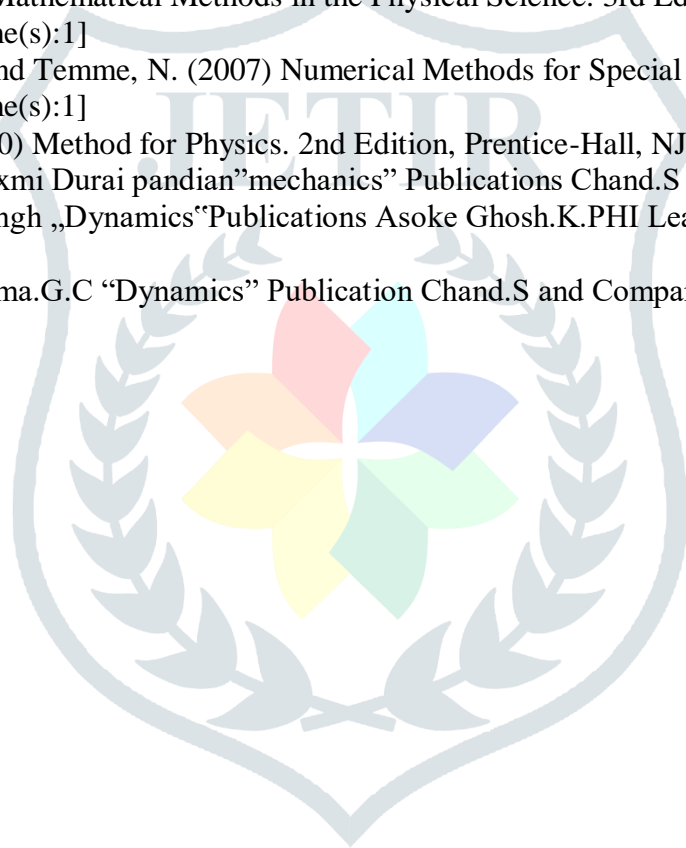 Mathematical Methods in the Physical Science. 3rd Ed
ne(s):1]
nd Temme, N. (2007) Numerical Methods for Special
ne(s):1]
0) Method for Physics. 2nd Edition, Prentice-Hall, NJ
xmi Durai pandian”mechanics” Publications Chand.S
ngh „Dynamics‟Publications Asoke Ghosh.K.PHI Lea
ma.G.C “Dynamics” Publication Chand.S and Compa
JETIR